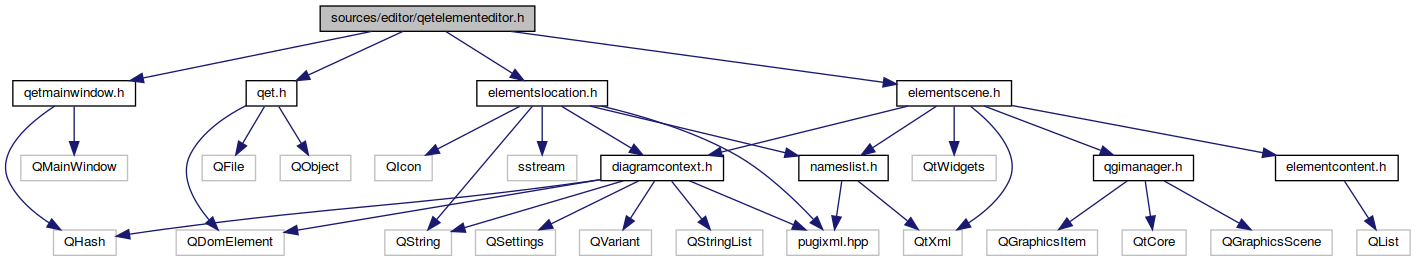 sources/editor/qetelementeditor.h
qetmainwindow.h
qet.h
elementslocation.h
elementscene.h
QMainWindow
QFile
QObject
QIcon
sstream
diagramcontext.h
nameslist.h
QtWidgets
qgimanager.h
elementcontent.h
QHash
QDomElement
QString
QSettings
QVariant
QStringList
pugixml.hpp
QtXml
QGraphicsItem
QtCore
QGraphicsScene
QList